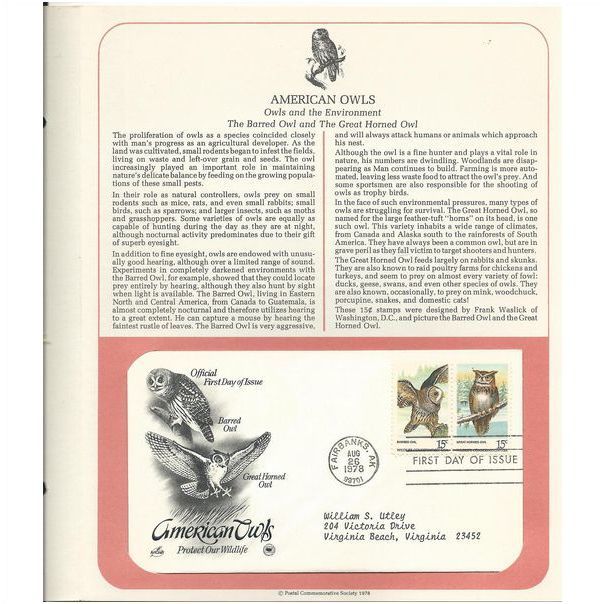 AMERICAN OWLS
Owls and the Environment
The Barred Owl and The Great Horned Owl
The proliferation of owls as a species coincided closely
with man's progress as an agricultural developer. As the
land was cultivated, small rodents began to infest the fields,
living on waste and left-over grain and seeds. The owl
increasingly played an important role in maintaining
nature's delicate balance by feeding on the growing popula-
tions of these small pests.
In their role as natural controllers, owls prey on small
rodents such as mice, rats, and even small rabbits; small
birds, such as sparrows; and larger insects, such as moths
and grasshoppers. Some varieties of owls are equally as
capable of hunting during the day as they are at night,
although nocturnal activity predominates due to their gift
of superb eyesight.
In addition to fine eyesight, owls are endowed with unusu-
ally good hearing, although over a limited range of sound.
Experiments in completely darkened environments with
the Barred Owl, for example, showed that they could locate
prey entirely by hearing, although they also hunt by sight
when light is available. The Barred Owl, living in Eastern
North and Central America, from Canada to Guatemala, is
almost completely nocturnal and therefore utilizes hearing
to a great extent. He can capture a mouse by hearing the
faintest rustle of leaves. The Barred Owl is very aggressive,
and will always attack humans or animals which approach
his nest.
Although the owl is a fine hunter and plays a vital role in
nature, his numbers are dwindling. Woodlands are disap-
pearing as Man continues to build. Farming is more auto-
mated, leaving less waste food to attract the owl's prey. And
some sportsmen are also responsible for the shooting of
owls as trophy birds.
In the face of such environmental pressures, many types of
owls are struggling for survival. The Great Horned Owl, so
named for the large feather-tuft "horns" on its head, is one
such owl. This variety inhabits a wide range of climates,
from Canada and Alaska south to the rainforests of South
America. They have always been a common owl, but are in
grave peril as they fall victim to target shooters and hunters.
The Great Horned Owl feeds largely on rabbits and skunks.
They are also known to raid poultry farms for chickens and
turkeys, and seem to prey on almost every variety of fowl:
ducks, geese, swans, and even other species of owls. They
are also known, occasionally, to prey on mink, woodchuck,
porcupine, snakes, and domestic cats!
These 15¢ stamps were designed by Frank Waslick of
Washington, D.C., and picture the Barred Owl and the Great
Horned Owl.
Official
First Day of Issue
Barred
Owl
Great Horned
Owl
American Owls
Protect Our Wildlife
BARRED OWL 15c
GREAT HORNED OWL 15c
WILDLIFE CONSERVATION USA
WILDLIFE CONSERVATION USA
FAIRBANKS, AK
AUG
26
1978
99701
FIRST DAY OF ISSUE
William S. Utley
204 Victoria Drive
Virginia Beach, Virginia 23452
© Postal Commemorative Society 1978